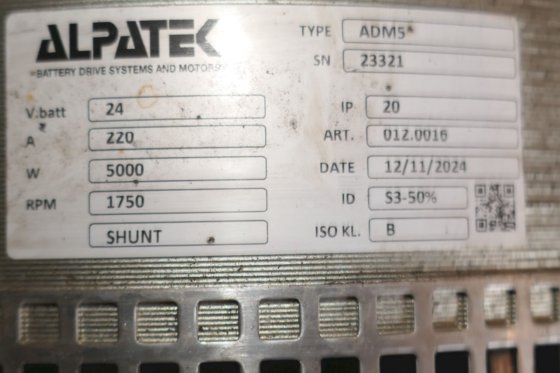 ALPATEK
BATTERY DRIVE SYSTEMS AND MOTORS
TYPE ADM5
SN 23321
V.batt 24
IP 20
A 220
ART. 012.0016
W 5000
DATE 12/11/2024
RPM 1750
ID S3-50%
SHUNT
ISO KL. B